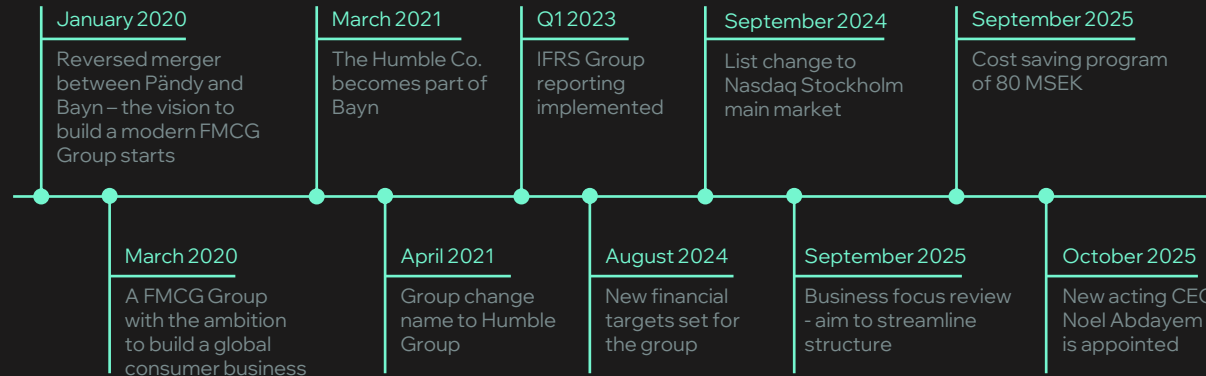 January 2020
Reversed merger
between Pändy and
Bayn – the vision to
build a modern FMCG
Group starts
March 2020
A FMCG Group
with the ambition
to build a global
consumer business
March 2021
The Humble Co.
becomes part of
Bayn
April 2021
Group change
name to Humble
Group
Q1 2023
IFRS Group
reporting
implemented
August 2024
New financial
targets set for
the group
September 2024
List change to
Nasdaq Stockholm
main market
September 2025
Business focus review
- aim to streamline
structure
September 2025
Cost saving program
of 80 MSEK
October 2025
New acting CEO
Noel Abdayem
is appointed